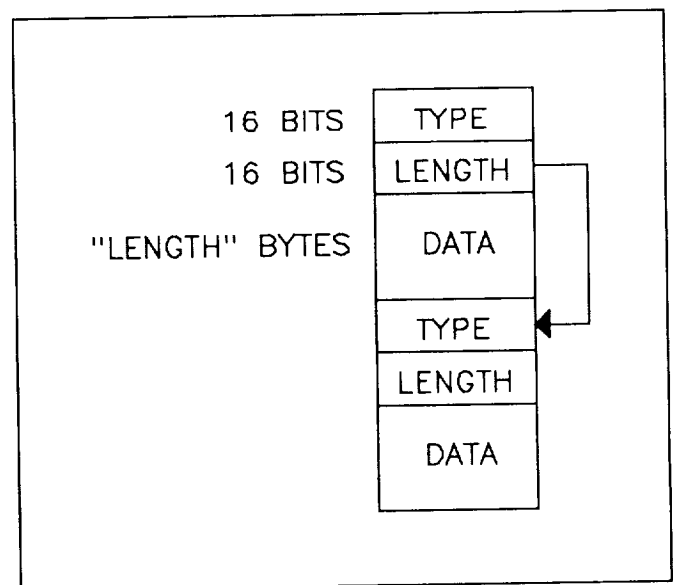 16 BITS TYPE
16 BITS LENGTH
"LENGTH" BYTES DATA
TYPE
LENGTH
DATA